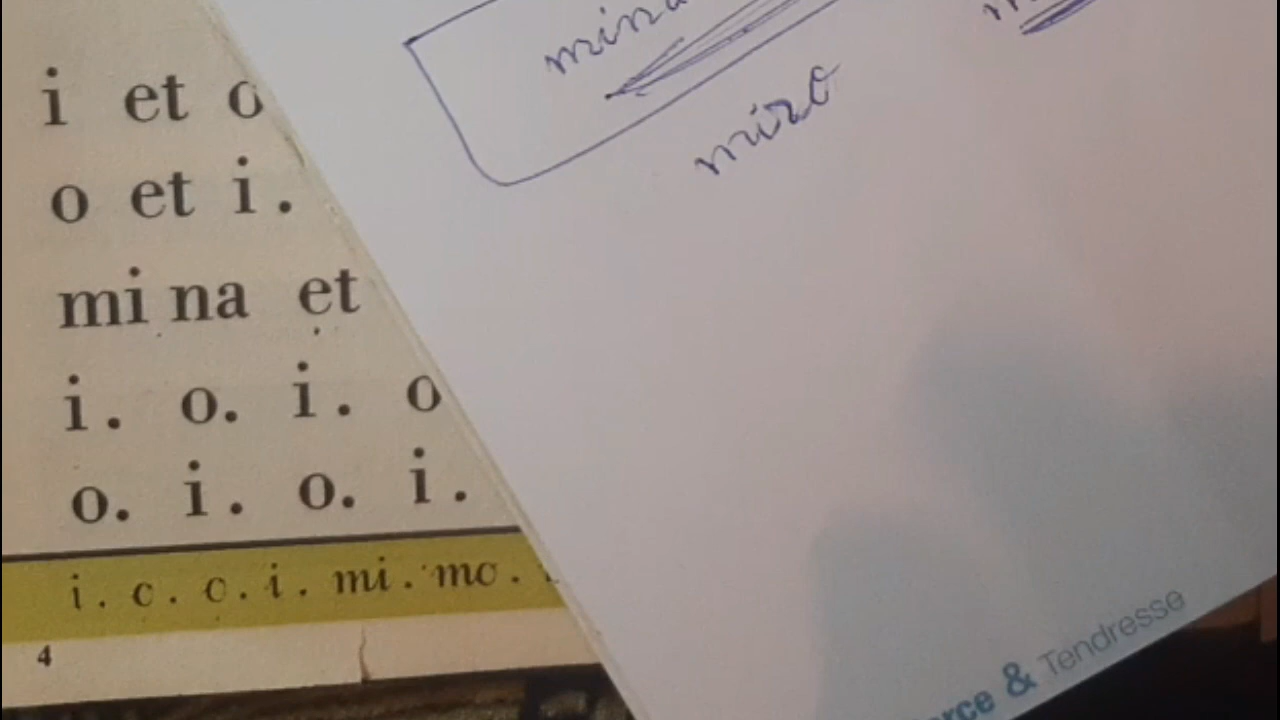 i et o
o et i.
mi na et
i. o. i. o
o. i. o. i.
i. o. o. i. mi. mo.
4
mina
miro
& Tendresse